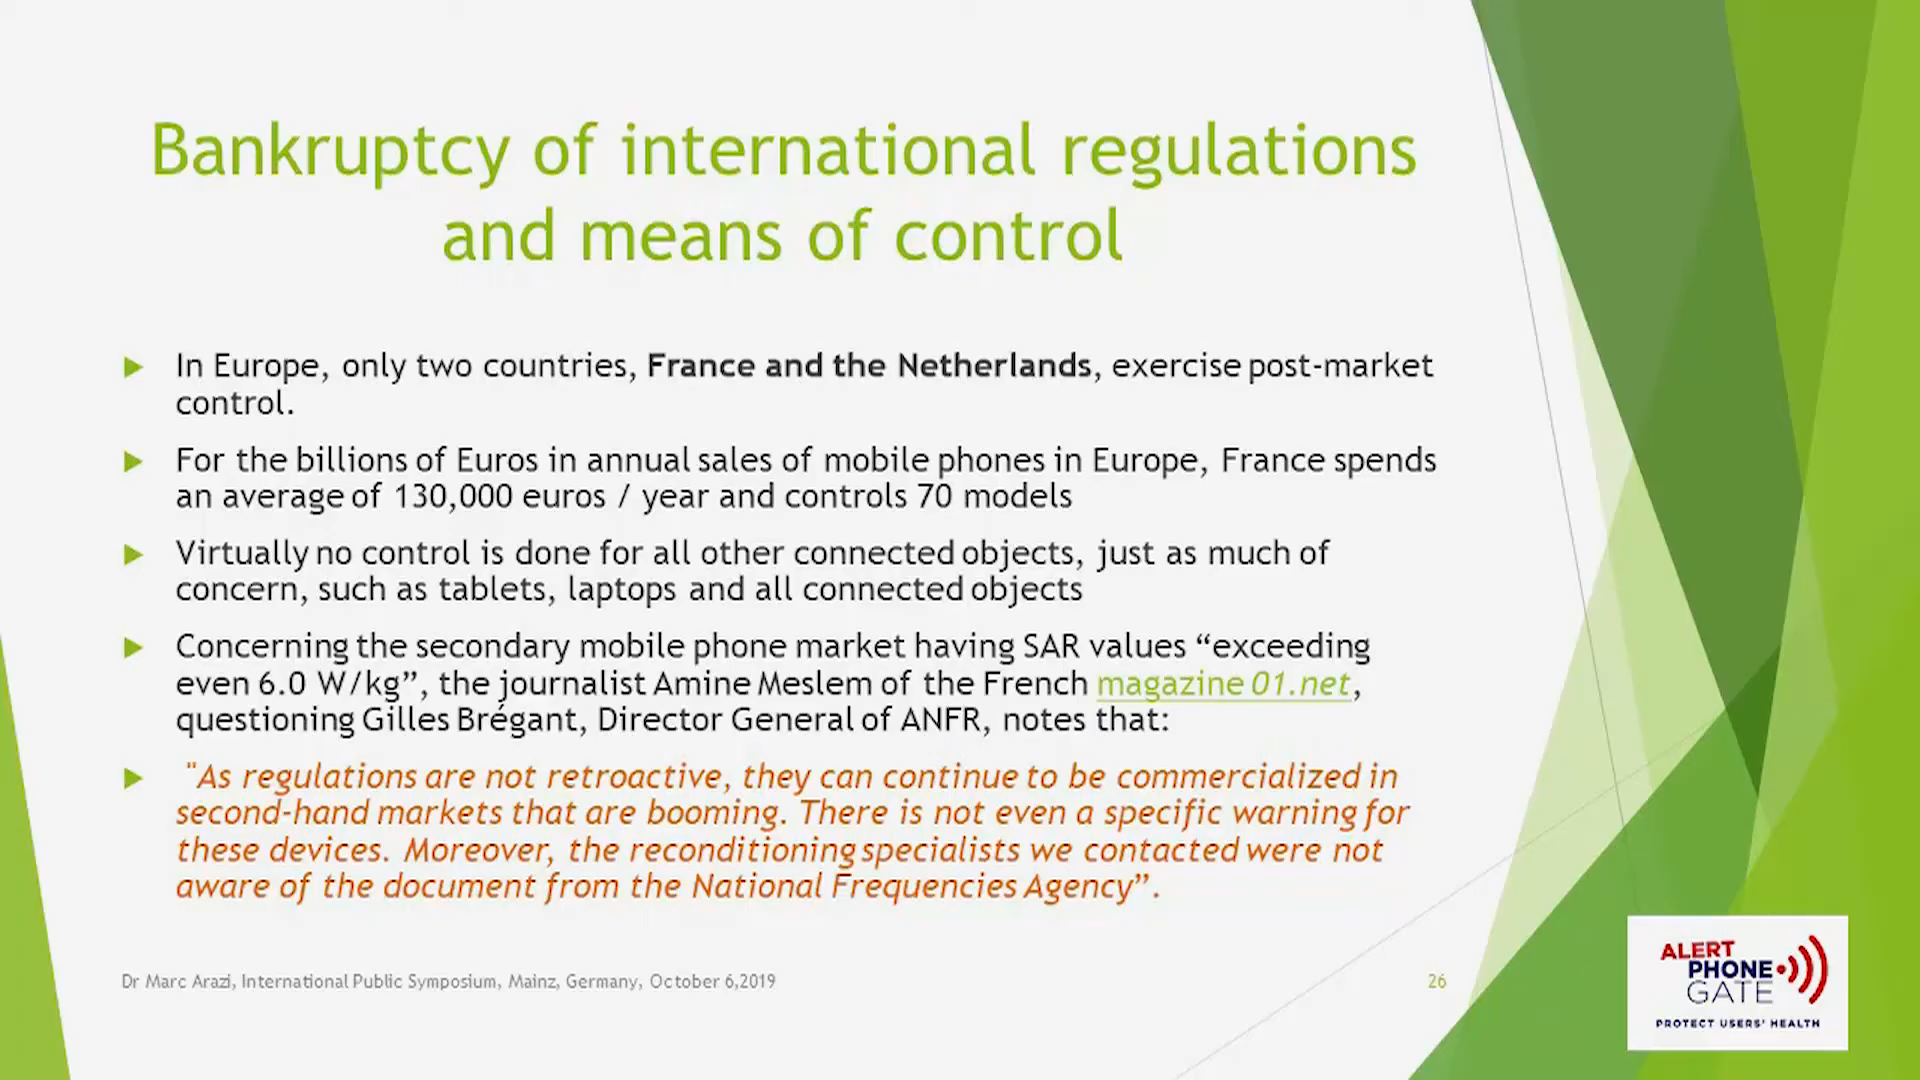 Bankruptcy of international regulations
and means of control
In Europe, only two countries, France and the Netherlands, exercise post-market
control.
For the billions of Euros in annual sales of mobile phones in Europe, France spends
an average of 130,000 euros / year and controls 70 models
Virtually no control is done for all other connected objects, just as much of
concern, such as tablets, laptops and all connected objects
Concerning the secondary mobile phone market having SAR values “exceeding
even 6.0 W/kg”, the journalist Amine Meslem of the French magazine 01.net,
questioning Gilles Brégant, Director General of ANFR, notes that:
"As regulations are not retroactive, they can continue to be commercialized in
second-hand markets that are booming. There is not even a specific warning for
these devices. Moreover, the reconditioning specialists we contacted were not
aware of the document from the National Frequencies Agency”.
Dr Marc Arazi, International Public Symposium, Mainz, Germany, October 6,2019
26
ALERT
PHONE
GATE
PROTECT USERS' HEALTH